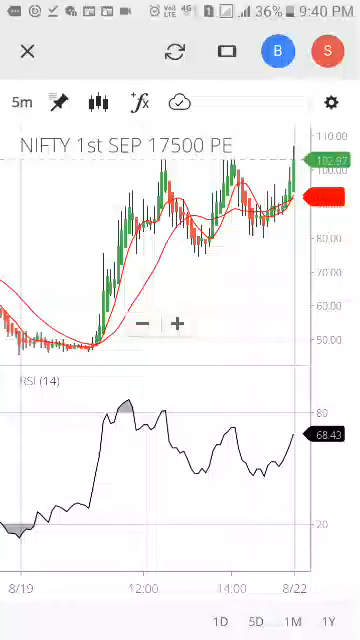 36% 9:40 PM
B S
5m fx
NIFTY 1st SEP 17500 PE
110.00
102.97
100.00
80.00
70.00
60.00
50.00
RSI (14)
80
68.43
20
8/19 12:00 14:00 8/22
1D 5D 1M 1Y